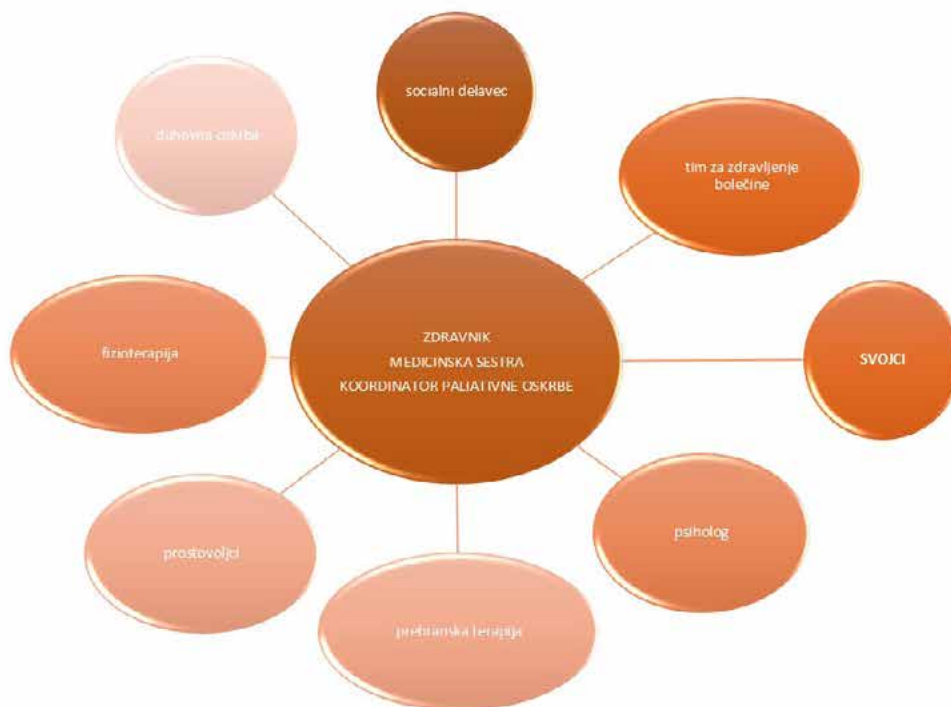 socialni delavec
duhovna oskrba
tim za zdravljenje
bolečine
ZDRAVNIK
MEDICINSKA SESTRA
KOORDINATOR PALIATIVNE OSKRBE
SVOJCI
fizioterapija
psiholog
prostovoljci
prehranska terapija